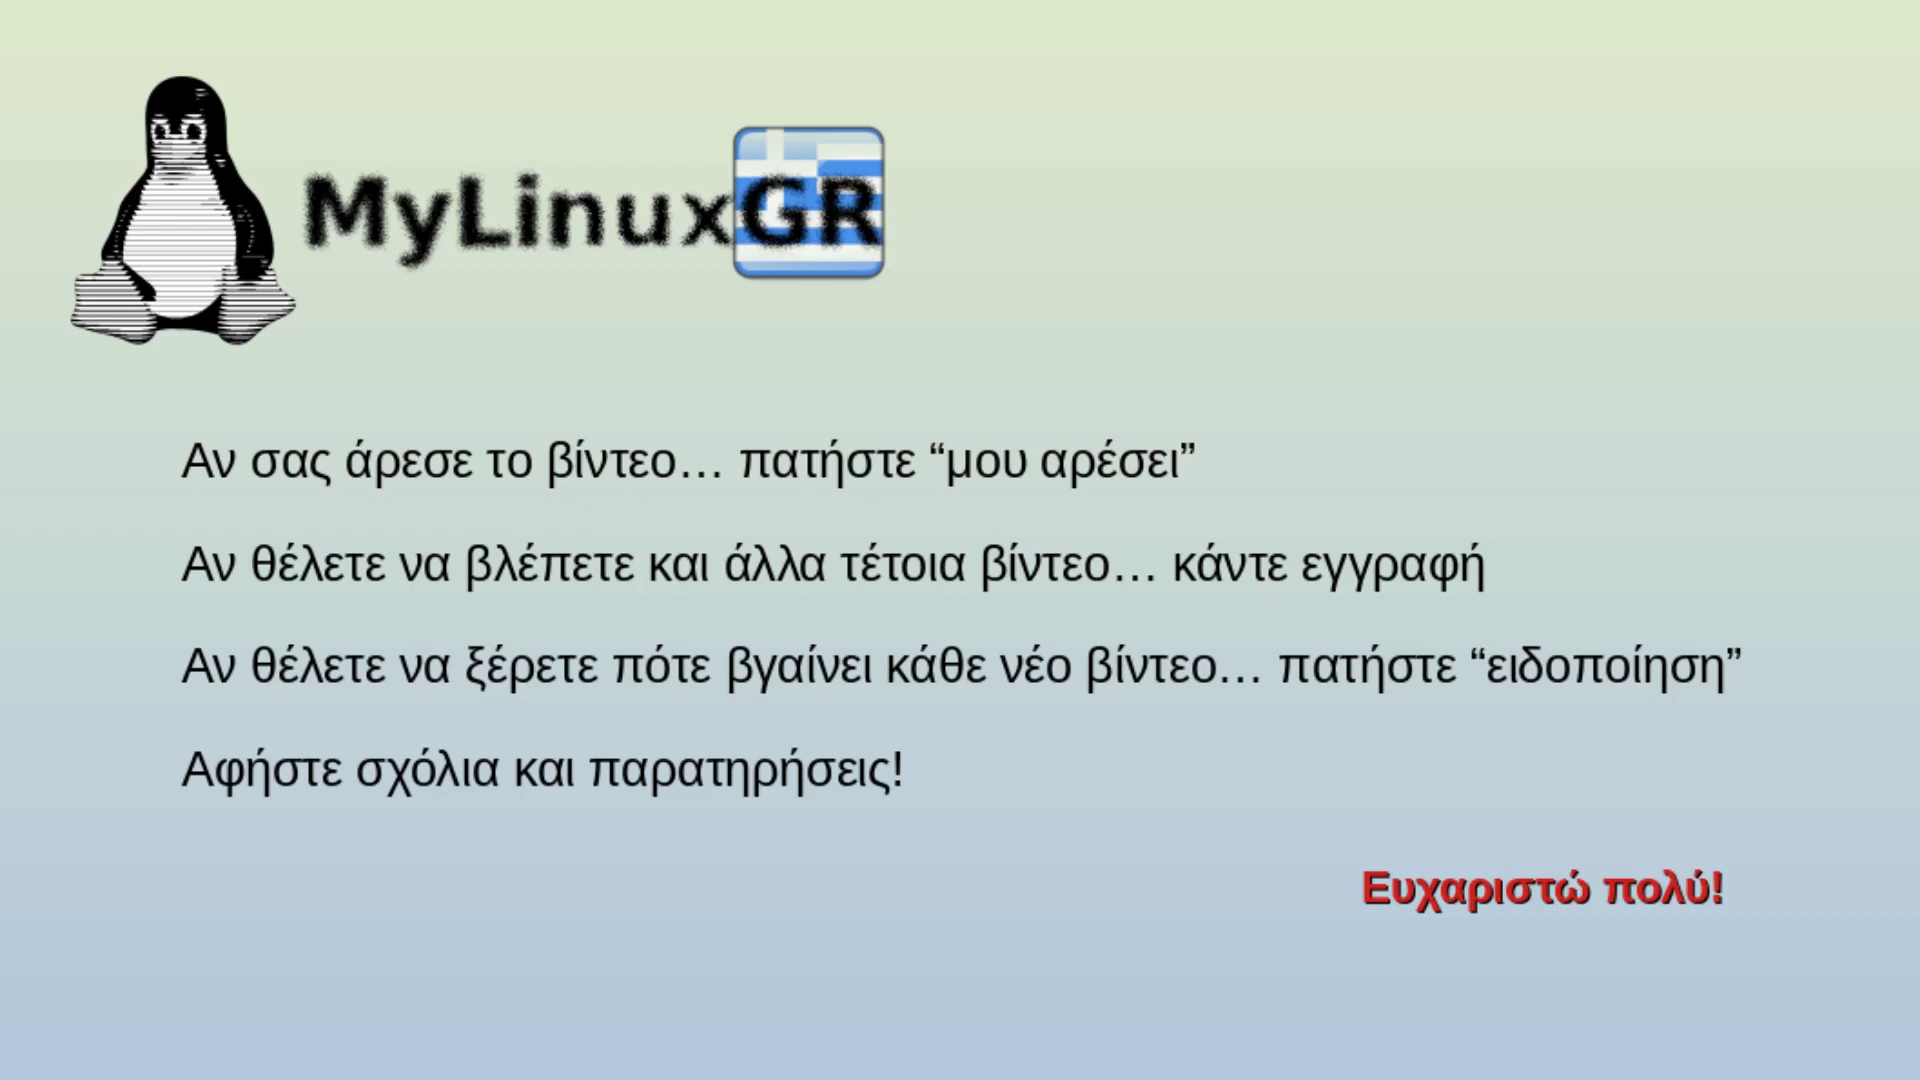 MyLinuxGR
Αν σας άρεσε το βίντεο… πατήστε “μου αρέσει”
Αν θέλετε να βλέπετε και άλλα τέτοια βίντεο… κάντε εγγραφή
Αν θέλετε να ξέρετε πότε βγαίνει κάθε νέο βίντεο… πατήστε “ειδοποίηση”
Αφήστε σχόλια και παρατηρήσεις!
Ευχαριστώ πολύ!